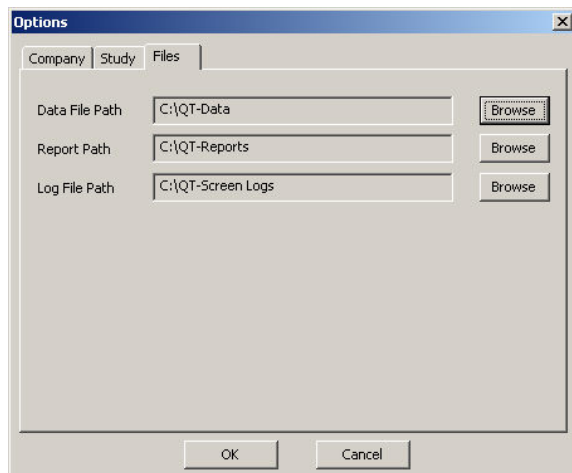 Options
Company Study Files
Data File Path C:\QT-Data Browse
Report Path C:\QT-Reports Browse
Log File Path C:\QT-Screen Logs Browse
OK Cancel